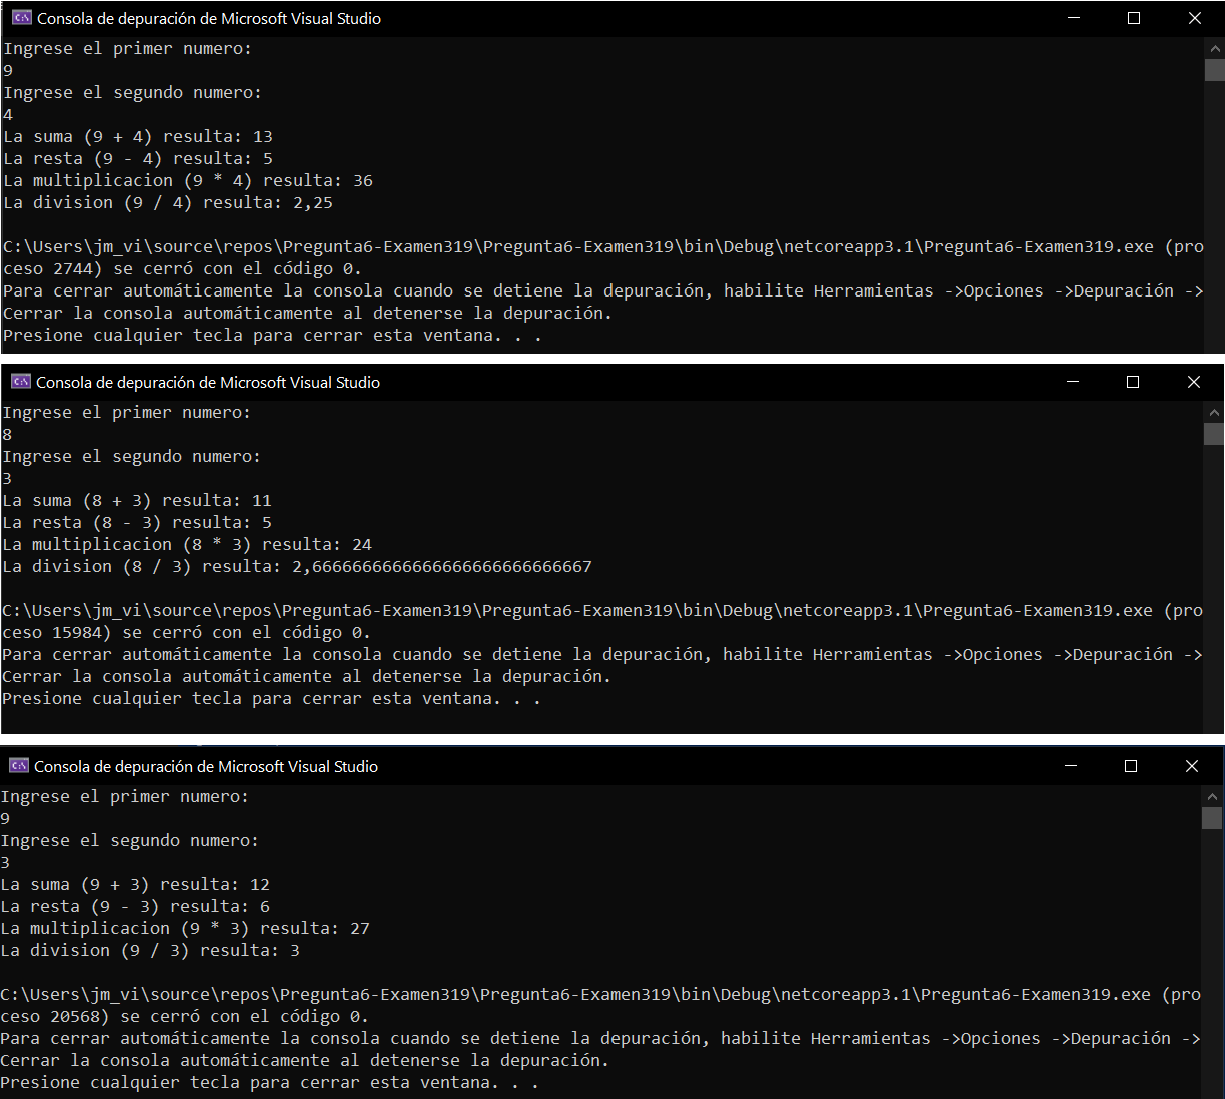 Consola de depuración de Microsoft Visual Studio
Ingrese el primer numero:
9
Ingrese el segundo numero:
4
La suma (9 + 4) resulta: 13
La resta (9 - 4) resulta: 5
La multiplicacion (9 * 4) resulta: 36
La division (9 / 4) resulta: 2,25
C:\Users\jm_vi\source\repos\Pregunta6-Examen319\Pregunta6-Examen319\bin\Debug\netcoreapp3.1\Pregunta6-Examen319.exe (pro
ceso 2744) se cerró con el código 0.
Para cerrar automáticamente la consola cuando se detiene la depuración, habilite Herramientas ->Opciones ->Depuración ->
Cerrar la consola automáticamente al detenerse la depuración.
Presione cualquier tecla para cerrar esta ventana. . .
Consola de depuración de Microsoft Visual Studio
Ingrese el primer numero:
8
Ingrese el segundo numero:
3
La suma (8 + 3) resulta: 11
La resta (8 - 3) resulta: 5
La multiplicacion (8 * 3) resulta: 24
La division (8 / 3) resulta: 2,6666666666666666666666666667
C:\Users\jm_vi\source\repos\Pregunta6-Examen319\Pregunta6-Examen319\bin\Debug\netcoreapp3.1\Pregunta6-Examen319.exe (pro
ceso 15984) se cerró con el código 0.
Para cerrar automáticamente la consola cuando se detiene la depuración, habilite Herramientas ->Opciones ->Depuración ->
Cerrar la consola automáticamente al detenerse la depuración.
Presione cualquier tecla para cerrar esta ventana. . .
Consola de depuración de Microsoft Visual Studio
Ingrese el primer numero:
9
Ingrese el segundo numero:
3
La suma (9 + 3) resulta: 12
La resta (9 - 3) resulta: 6
La multiplicacion (9 * 3) resulta: 27
La division (9 / 3) resulta: 3
C:\Users\jm_vi\source\repos\Pregunta6-Examen319\Pregunta6-Examen319\bin\Debug\netcoreapp3.1\Pregunta6-Examen319.exe (pro
ceso 20568) se cerró con el código 0.
Para cerrar automáticamente la consola cuando se detiene la depuración, habilite Herramientas ->Opciones ->Depuración ->
Cerrar la consola automáticamente al detenerse la depuración.
Presione cualquier tecla para cerrar esta ventana. . .